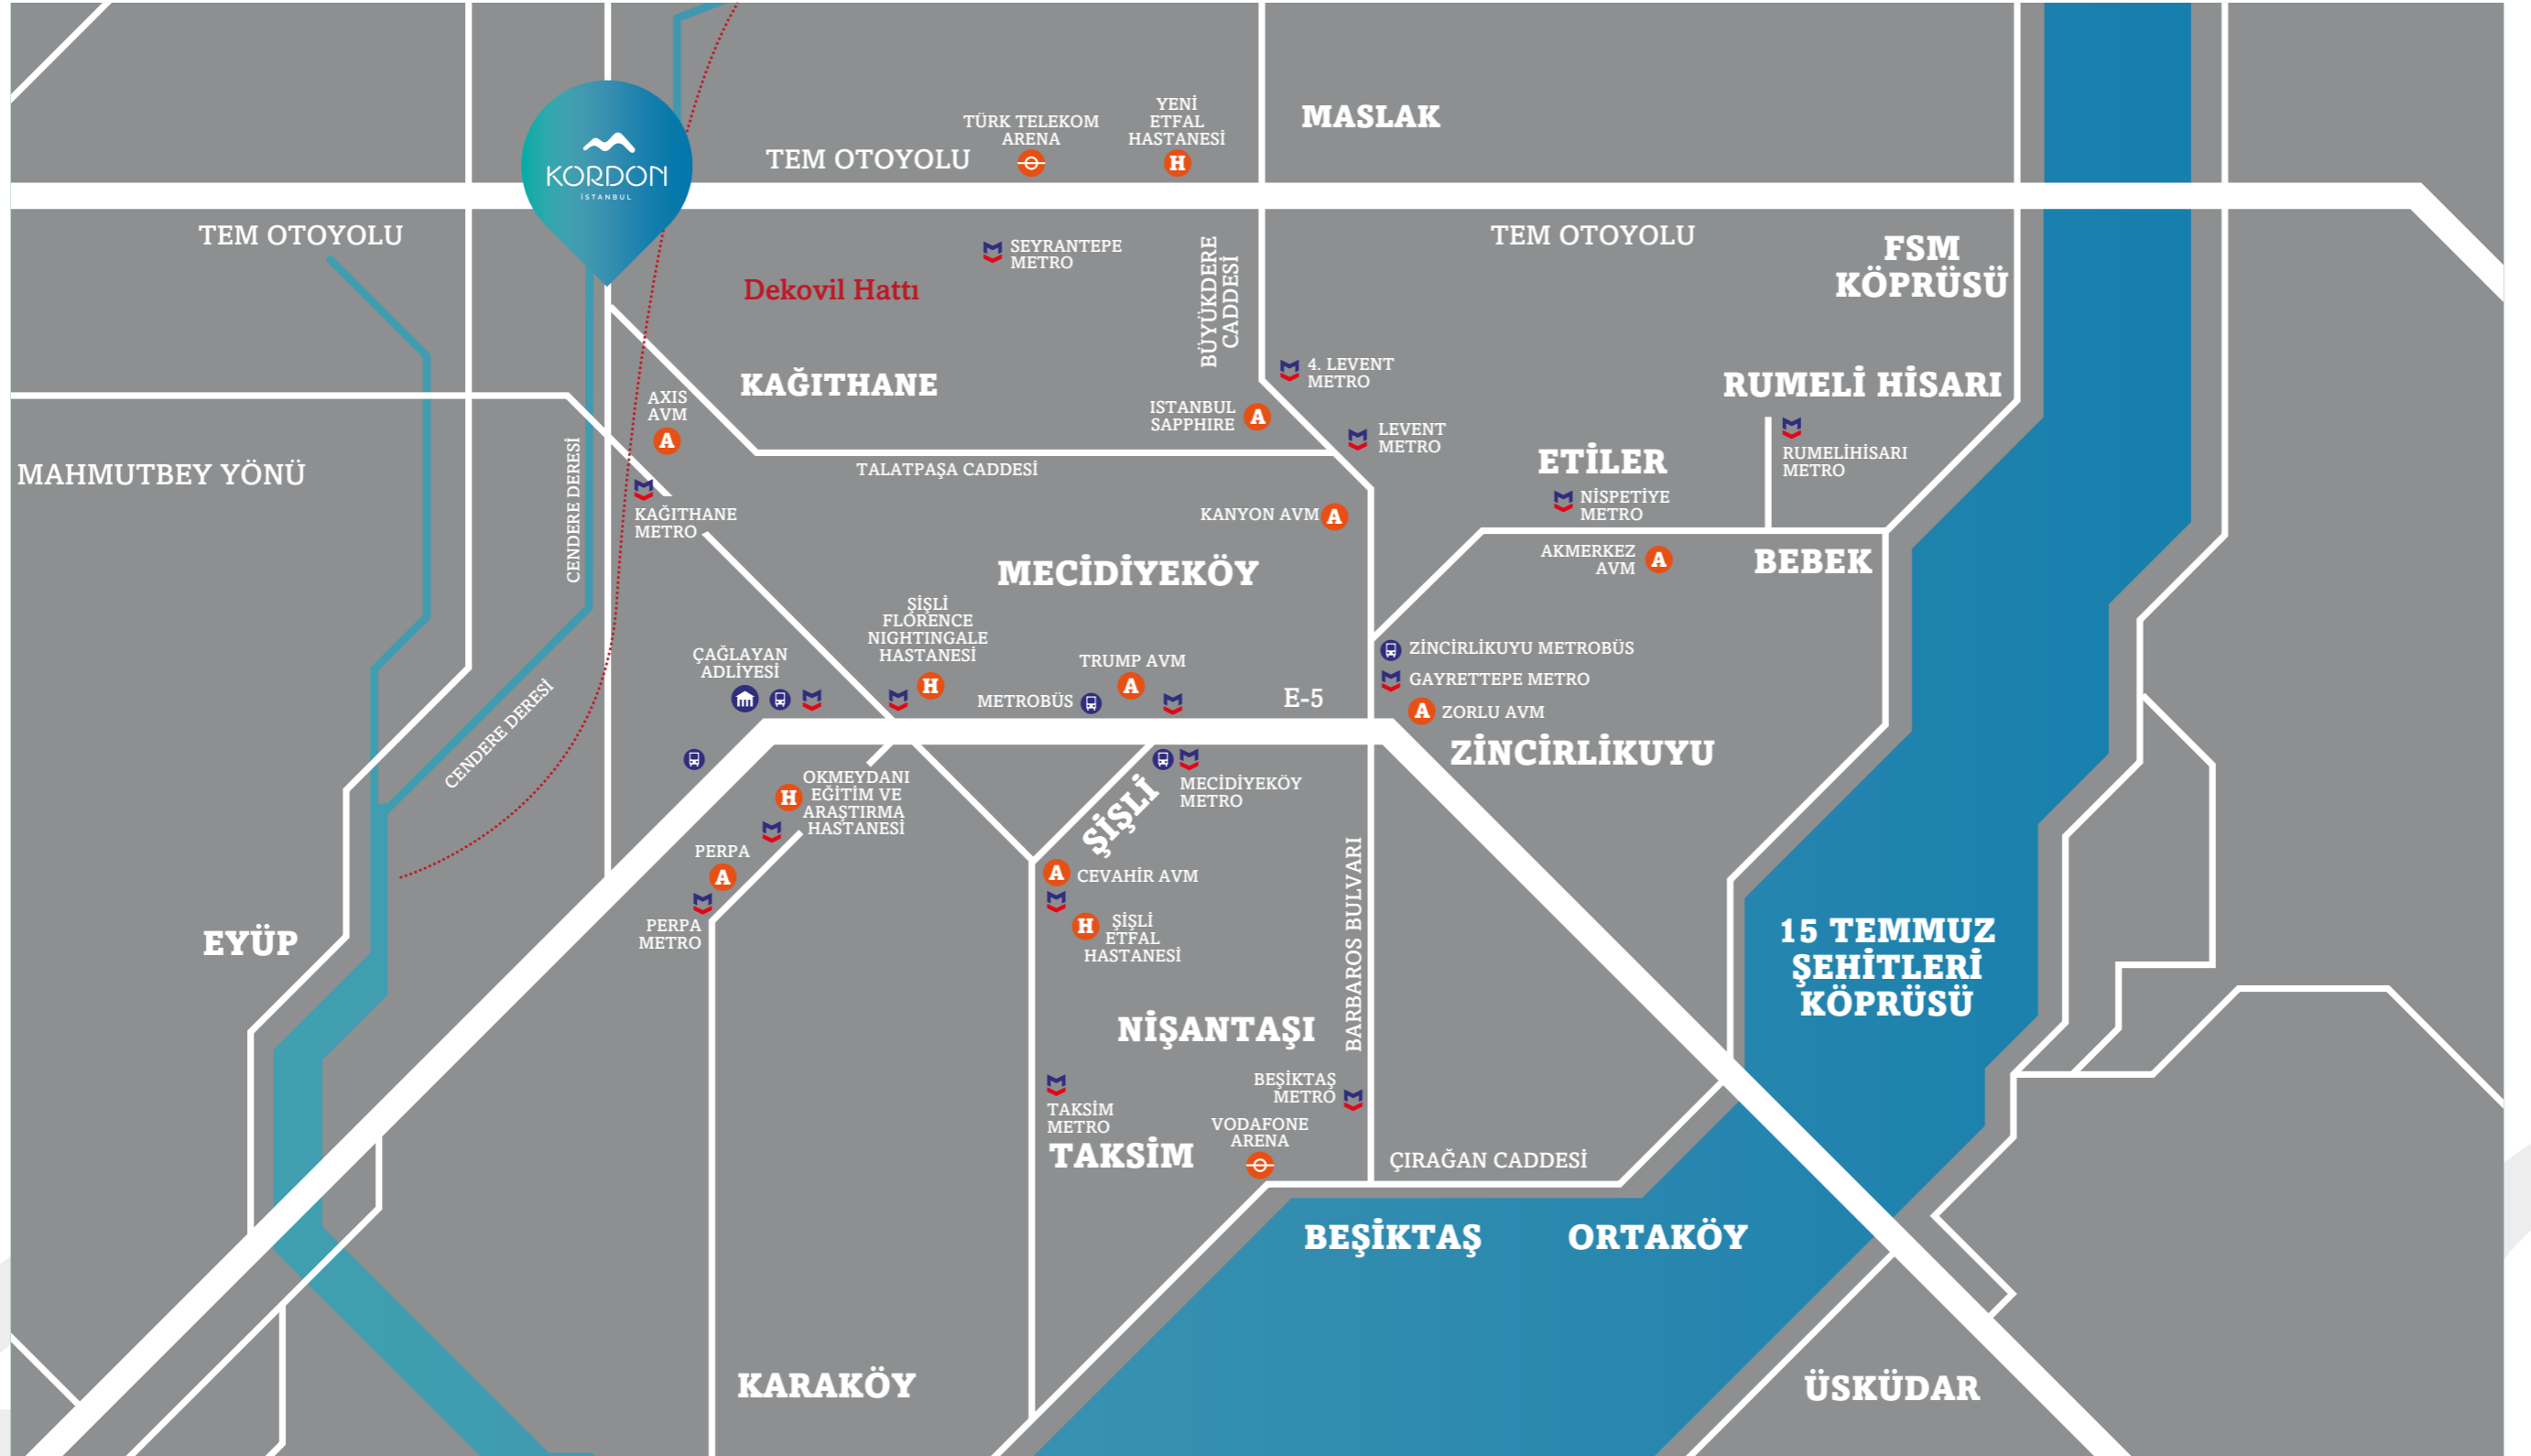 YENİ
ETFAL
HASTANESİ
H
TÜRK TELEKOM
ARENA
MASLAK
TEM OTOYOLU
KORDON
İSTANBUL
TEM OTOYOLU
TEM OTOYOLU
SEYRANTEPE
METRO
BÜYÜKDERE
CADDESİ
FSM
KÖPRÜSÜ
Dekovil Hattı
KAĞITHANE
4. LEVENT
METRO
RUMELİ HİSARI
AXIS
AVM
A
ISTANBUL
SAPPHIRE
A
LEVENT
METRO
RUMELİHİSARI
METRO
ETİLER
TALATPAŞA CADDESİ
MAHMUTBEY YÖNÜ
CENDERE DERESİ
NİSPETİYE
METRO
KAĞITHANE
METRO
KANYON AVM
A
AKMERKEZ
AVM
A
BEBEK
MECİDİYEKÖY
ŞİŞLİ
FLORENCE
NIGHTINGALE
HASTANESİ
H
ÇAĞLAYAN
ADLİYESİ
TRUMP AVM
A
METROBÜS
E-5
ZİNCİRLİKUYU METROBÜS
GAYRETTEPE METRO
A
ZORLU AVM
ZİNCİRLİKUYU
CENDERE DERESİ
OKMEYDANI
EĞİTİM VE
ARAŞTIRMA
HASTANESİ
H
ŞİŞLİ
MECİDİYEKÖY
METRO
PERPA
A
PERPA
METRO
A
CEVAHİR AVM
H
ŞİŞLİ
ETFAL
HASTANESİ
BARBAROS BULVARI
EYÜP
15 TEMMUZ
ŞEHİTLERİ
KÖPRÜSÜ
NİŞANTAŞI
BEŞİKTAŞ
METRO
TAKSİM
METRO
TAKSİM
VODAFONE
ARENA
ÇIRAĞAN CADDESİ
BEŞİKTAŞ
ORTAKÖY
KARAKÖY
ÜSKÜDAR